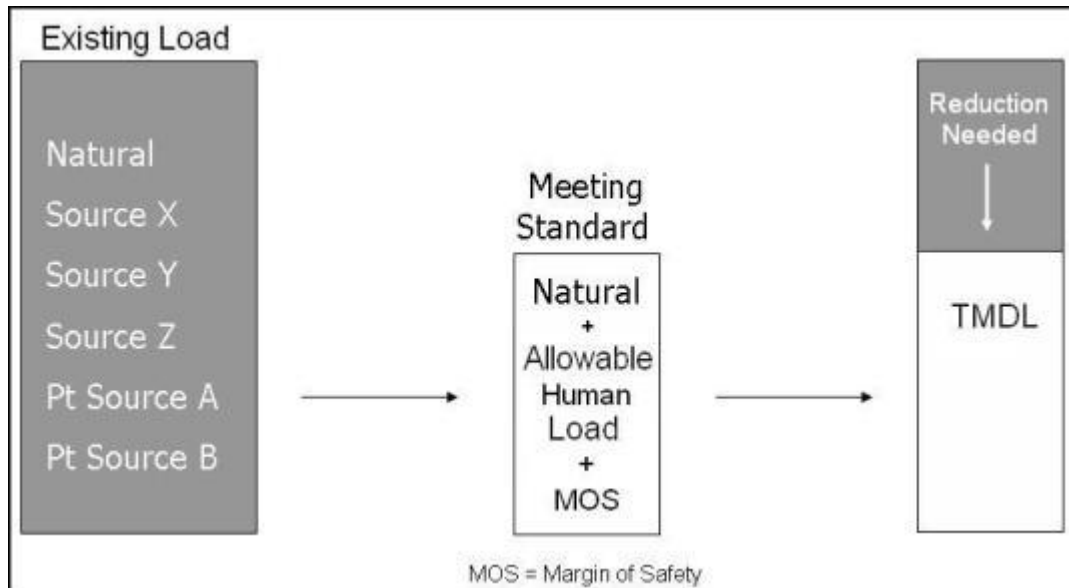 Existing Load
Natural
Source X
Source Y
Source Z
Pt Source A
Pt Source B
Meeting
Standard
Natural
+
Allowable
Human
Load
+
MOS
MOS = Margin of Safety
Reduction
Needed
TMDL